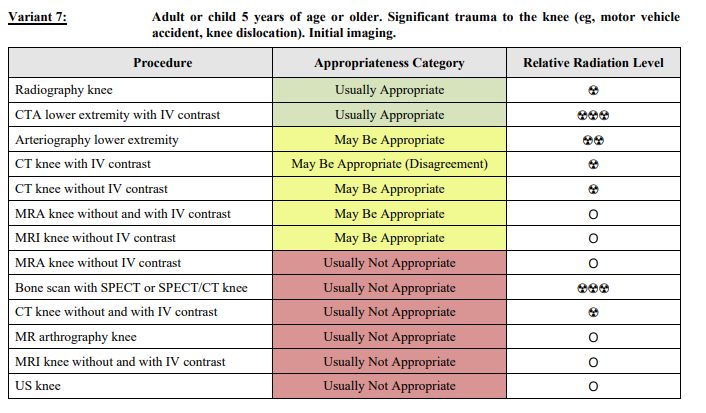 Variant 7: Adult or child 5 years of age or older. Significant trauma to the knee (eg, motor vehicle
accident, knee dislocation). Initial imaging.
Procedure Appropriateness Category Relative Radiation Level
Radiography knee Usually Appropriate ☢
CTA lower extremity with IV contrast Usually Appropriate ☢☢☢
Arteriography lower extremity May Be Appropriate ☢☢
CT knee with IV contrast May Be Appropriate (Disagreement) ☢
CT knee without IV contrast May Be Appropriate ☢
MRA knee without and with IV contrast May Be Appropriate O
MRI knee without IV contrast May Be Appropriate O
MRA knee without IV contrast Usually Not Appropriate O
Bone scan with SPECT or SPECT/CT knee Usually Not Appropriate ☢☢☢
CT knee without and with IV contrast Usually Not Appropriate ☢
MR arthrography knee Usually Not Appropriate O
MRI knee without and with IV contrast Usually Not Appropriate O
US knee Usually Not Appropriate O